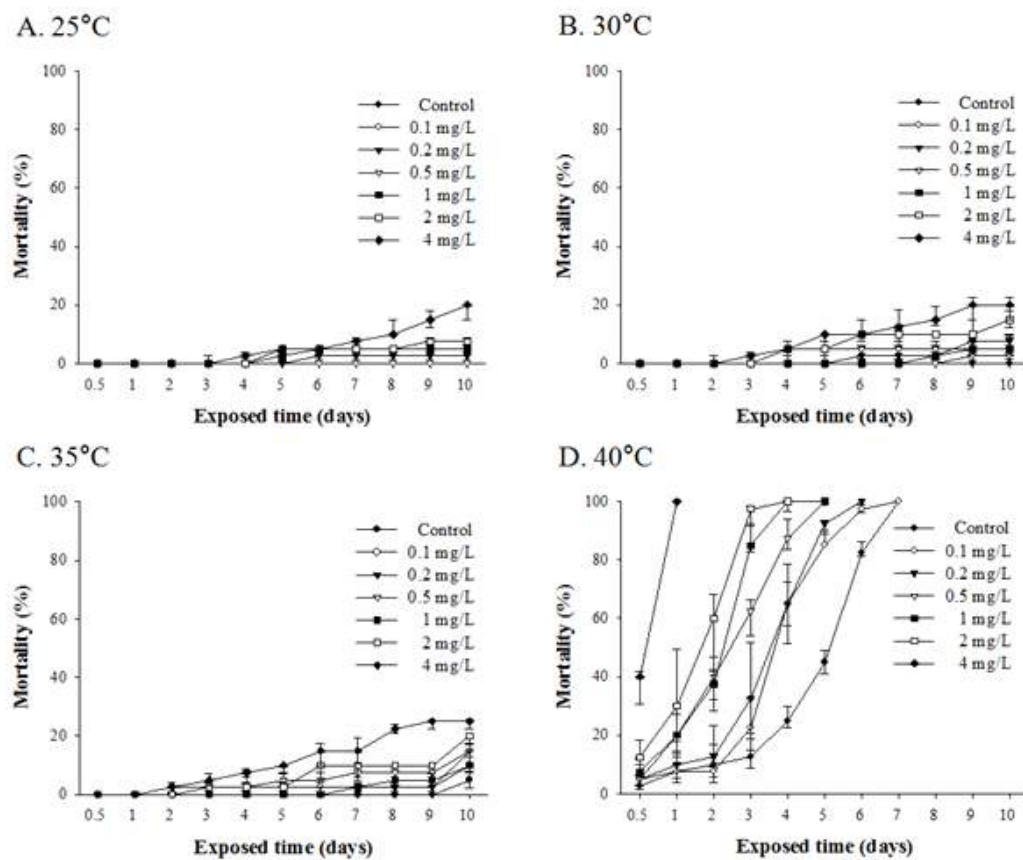 A. 25°C
100
80
60
40
20
0
Mortality (%)
Control
0.1 mg/L
0.2 mg/L
0.5 mg/L
1 mg/L
2 mg/L
4 mg/L
0.5 1 2 3 4 5 6 7 8 9 10
Exposed time (days)
B. 30°C
100
80
60
40
20
0
Mortality (%)
Control
0.1 mg/L
0.2 mg/L
0.5 mg/L
1 mg/L
2 mg/L
4 mg/L
0.5 1 2 3 4 5 6 7 8 9 10
Exposed time (days)
C. 35°C
100
80
60
40
20
0
Mortality (%)
Control
0.1 mg/L
0.2 mg/L
0.5 mg/L
1 mg/L
2 mg/L
4 mg/L
0.5 1 2 3 4 5 6 7 8 9 10
Exposed time (days)
D. 40°C
100
80
60
40
20
0
Mortality (%)
Control
0.1 mg/L
0.2 mg/L
0.5 mg/L
1 mg/L
2 mg/L
4 mg/L
0.5 1 2 3 4 5 6 7 8 9 10
Exposed time (days)